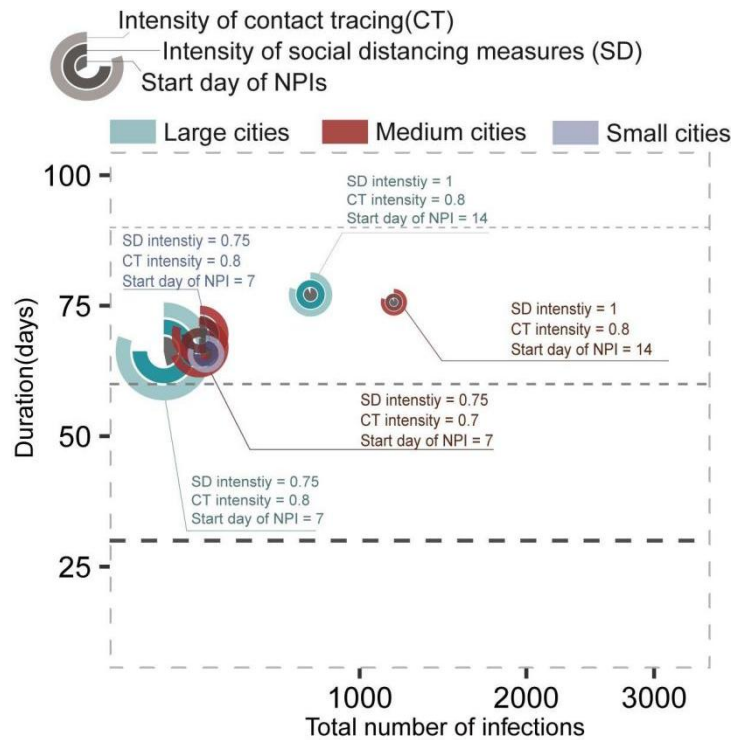 Intensity of contact tracing(CT)
Intensity of social distancing measures (SD)
Start day of NPIs
Large cities
Medium cities
Small cities
100
75
50
25
Duration(days)
SD intenstiy = 1
CT intensity = 0.8
Start day of NPI = 14
SD intenstiy = 0.75
CT intensity = 0.8
Start day of NPI = 7
SD intenstiy = 1
CT intensity = 0.8
Start day of NPI = 14
SD intenstiy = 0.75
CT intensity = 0.7
Start day of NPI = 7
SD intenstiy = 0.75
CT intensity = 0.8
Start day of NPI = 7
1000
2000
3000
Total number of infections